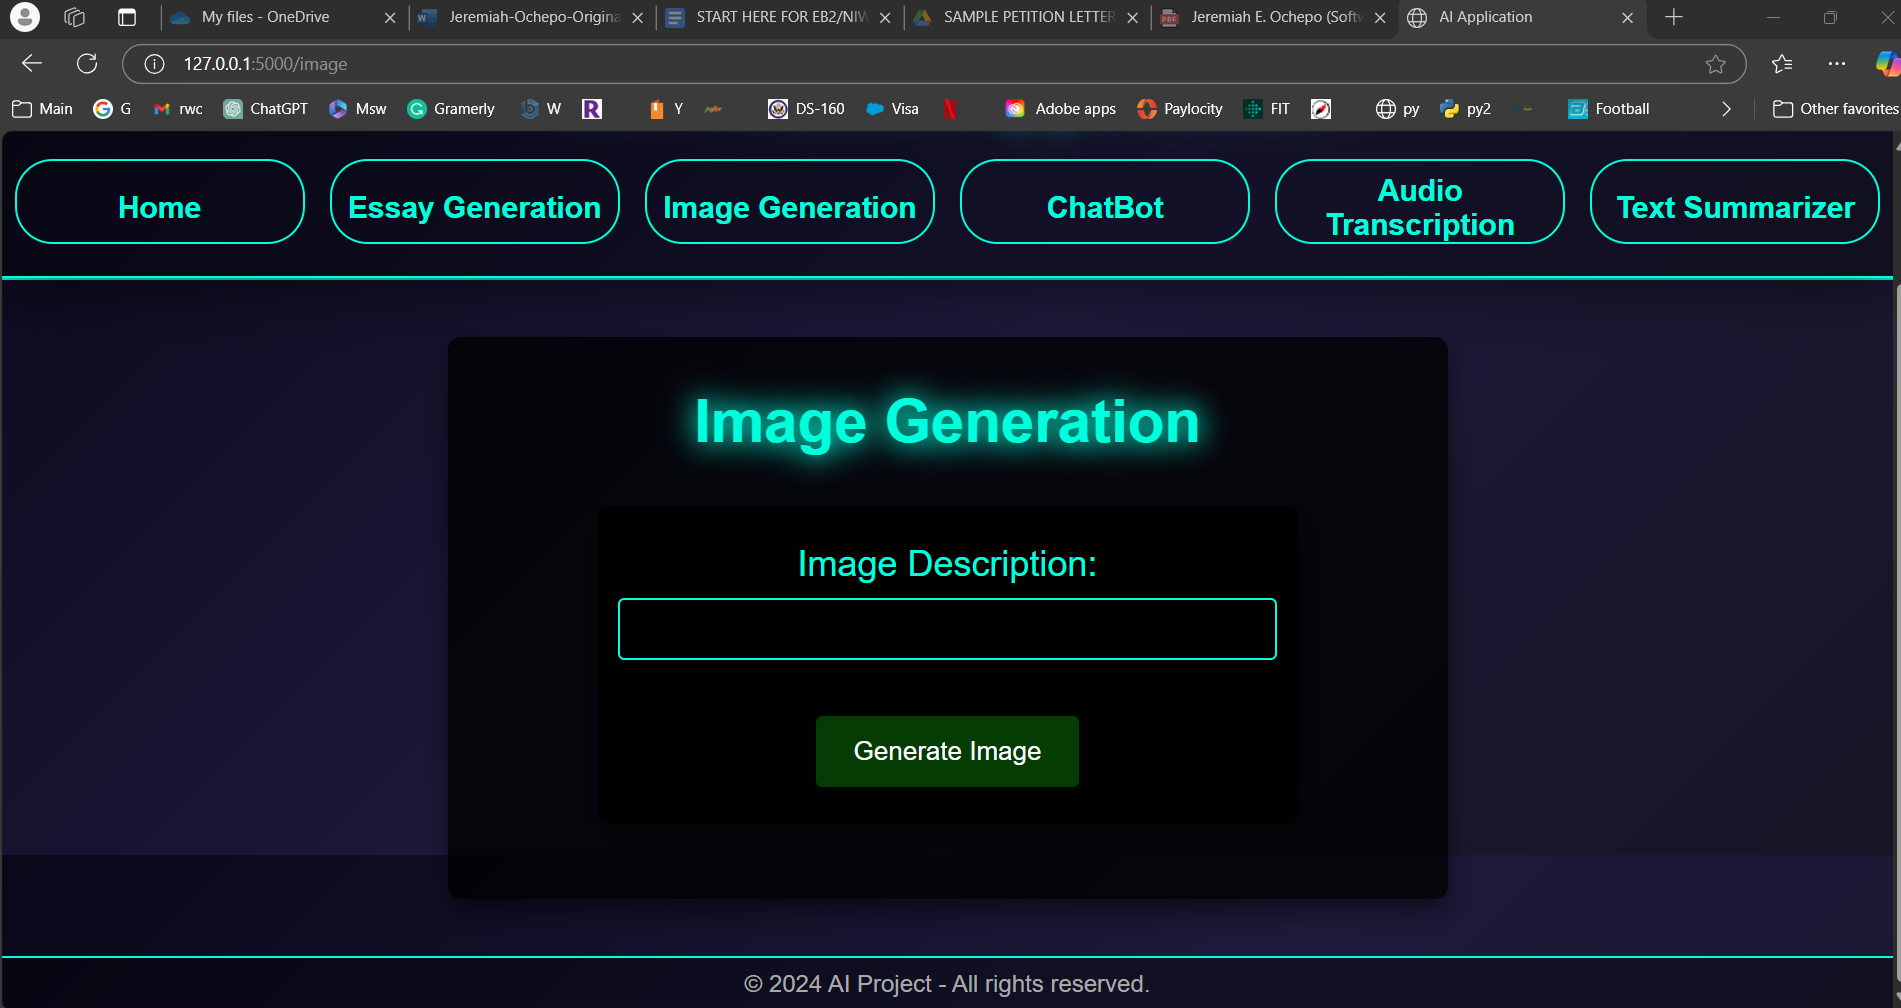 My files - OneDrive
Jeremiah-Ochepo-Origina
START HERE FOR EB2/NIW
SAMPLE PETITION LETTER
Jeremiah E. Ochepo (Softw
AI Application
127.0.0.1:5000/image
Main
G
rwc
ChatGPT
Msw
Gramerly
W
R
Y
DS-160
Visa
Adobe apps
Paylocity
FIT
py
py2
Football
Other favorites
Home
Essay Generation
Image Generation
ChatBot
Audio
Transcription
Text Summarizer
Image Generation
Image Description:
Generate Image
© 2024 AI Project - All rights reserved.